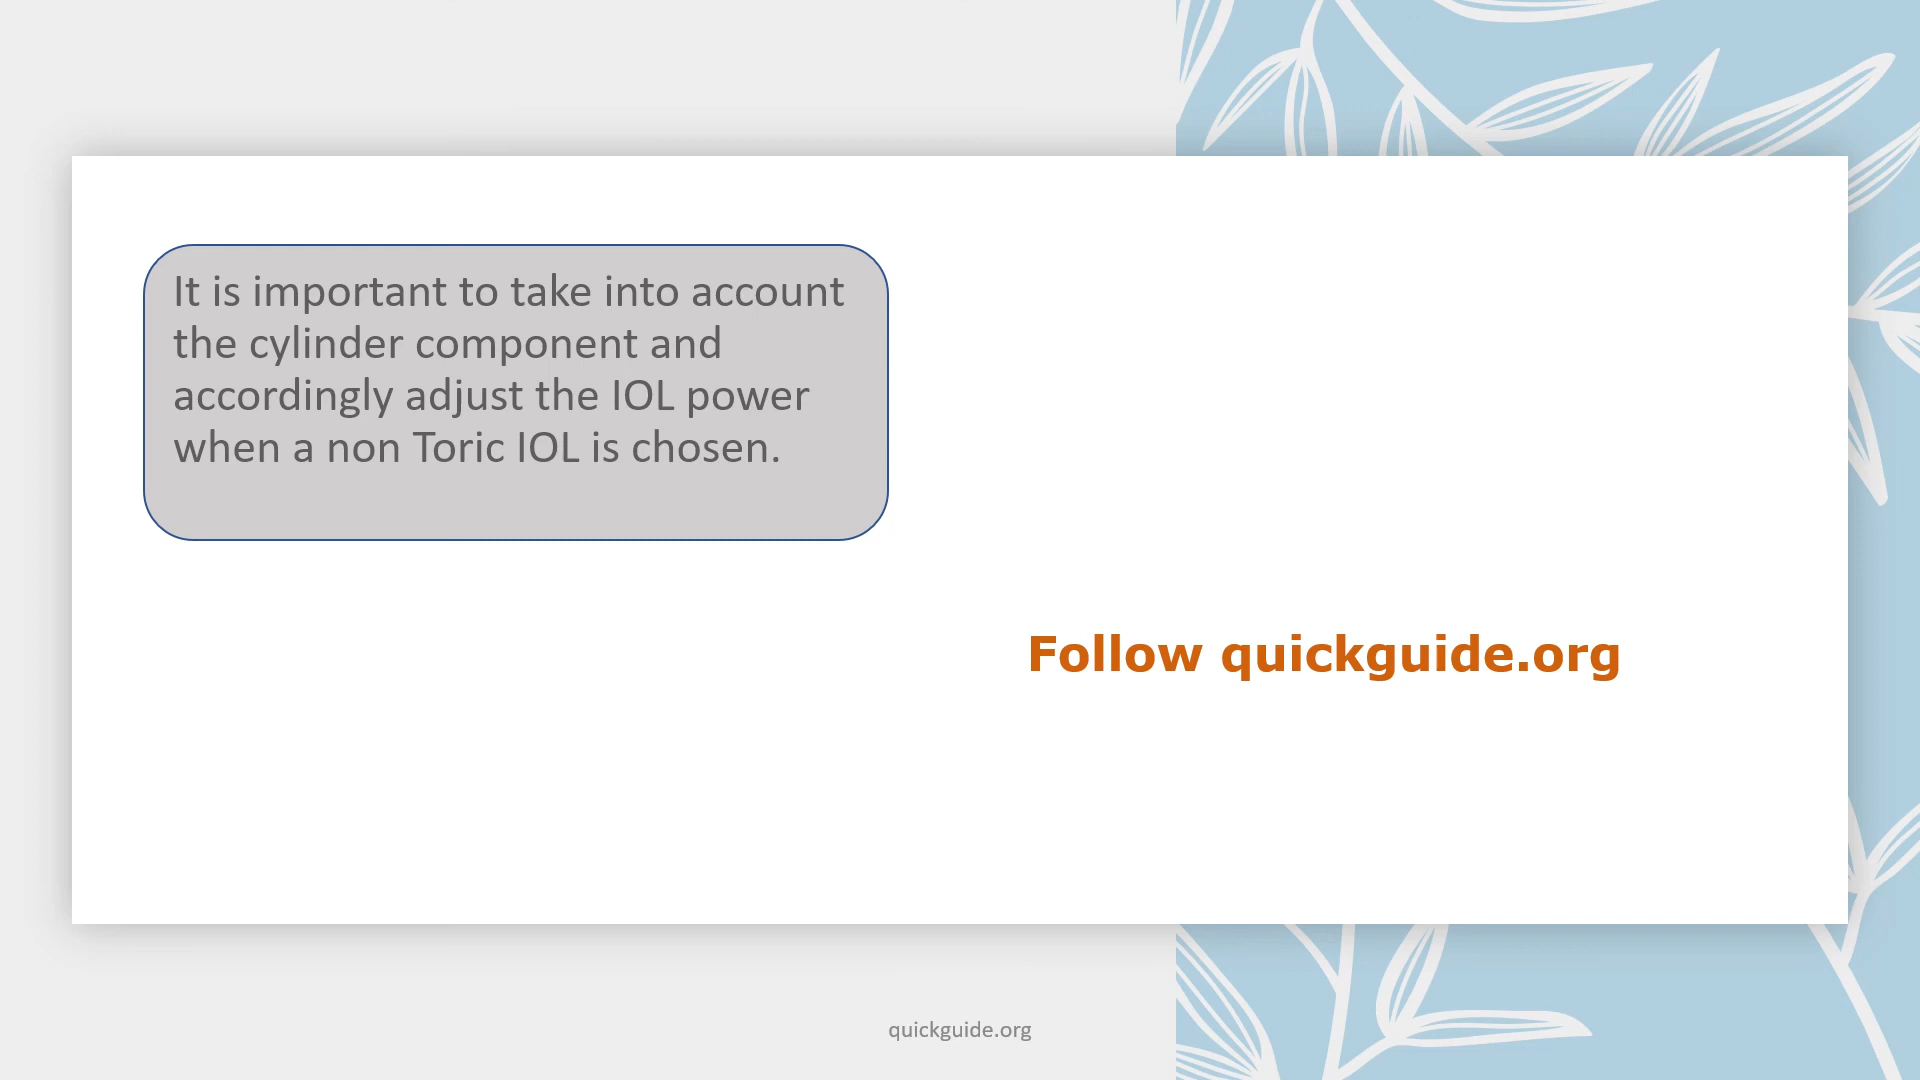 It is important to take into account
the cylinder component and
accordingly adjust the IOL power
when a non Toric IOL is chosen.
Follow quickguide.org
quickguide.org